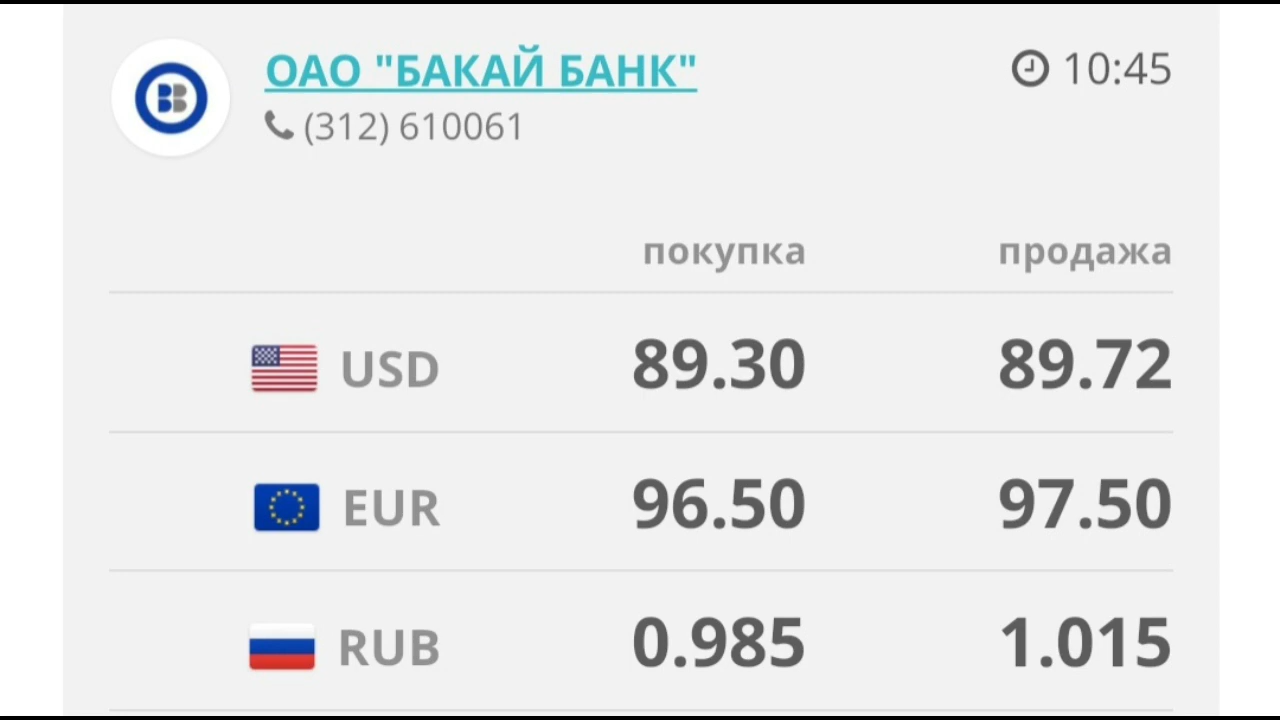 ОАО "БАКАЙ БАНК" 10:45
(312) 610061
покупка продажа
USD 89.30 89.72
EUR 96.50 97.50
RUB 0.985 1.015